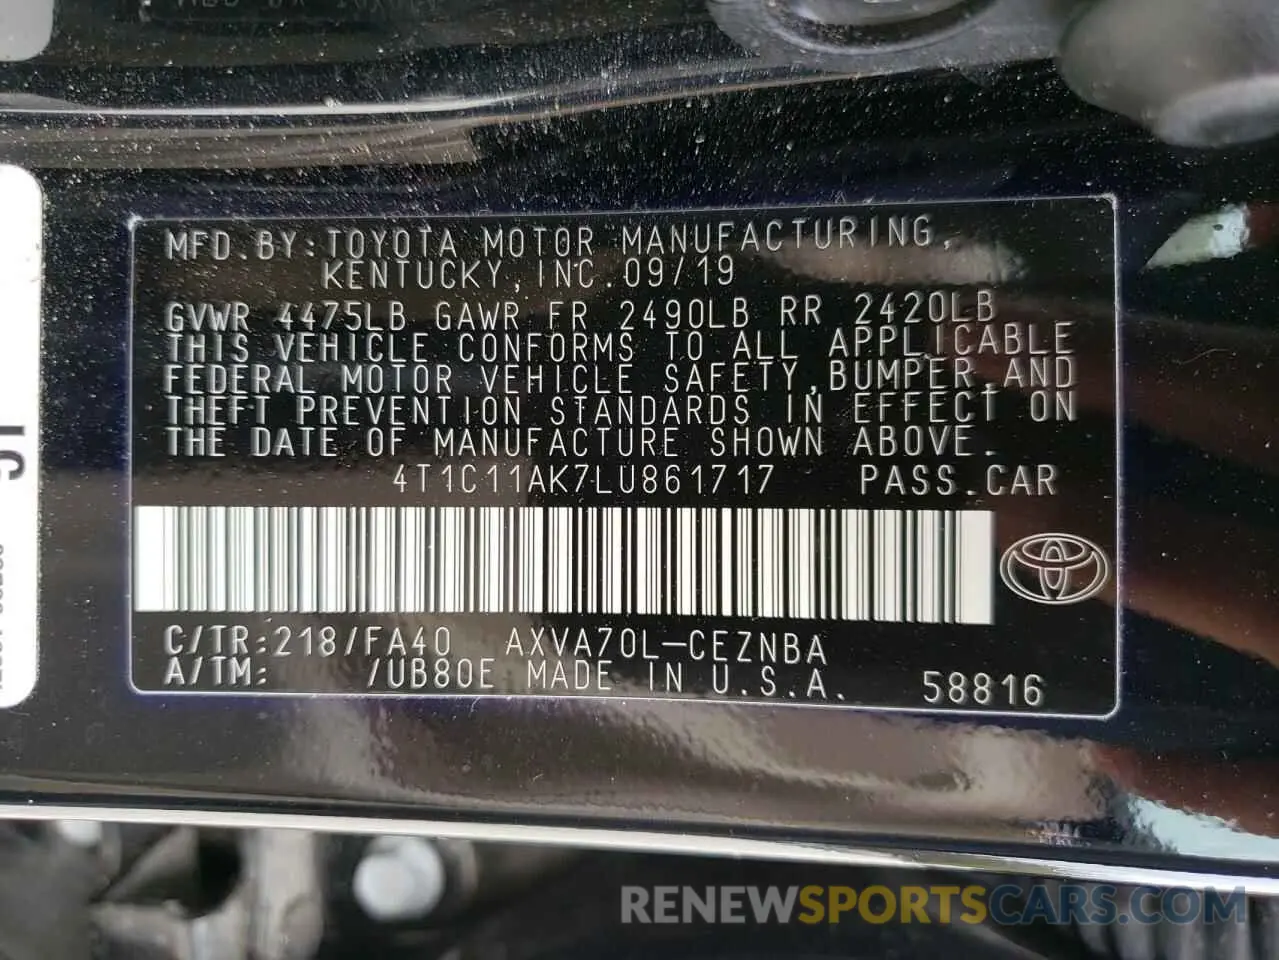 MFD.BY:TOYOTA MOTOR MANUFACTURING,
KENTUCKY,INC.09/19
GVWR 4475LB GAWR FR 2490LB RR 2420LB
THIS VEHICLE CONFORMS TO ALL APPLICABLE
FEDERAL MOTOR VEHICLE SAFETY,BUMPER,AND
THEFT PREVENTION STANDARDS IN EFFECT ON
THE DATE OF MANUFACTURE SHOWN ABOVE.
4T1C11AK7LU861717 PASS.CAR
C/TR:218/FA40 AXVA70L-CEZNBA
A/TM: /UB80E MADE IN U.S.A. 58816
RENEWSPORTSCARS.COM